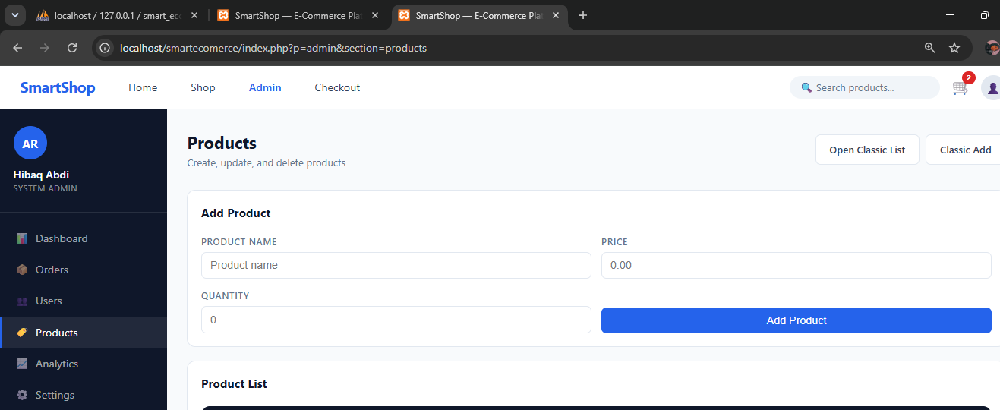 localhost / 127.0.0.1 / smart_ec
SmartShop — E-Commerce Plat
SmartShop — E-Commerce Plat
localhost/smartecomerce/index.php?p=admin&section=products
SmartShop
Home
Shop
Admin
Checkout
Search products...
2
AR
Hibaq Abdi
SYSTEM ADMIN
Dashboard
Orders
Users
Products
Analytics
Settings
Products
Create, update, and delete products
Open Classic List
Classic Add
Add Product
PRODUCT NAME
Product name
PRICE
0.00
QUANTITY
0
Add Product
Product List